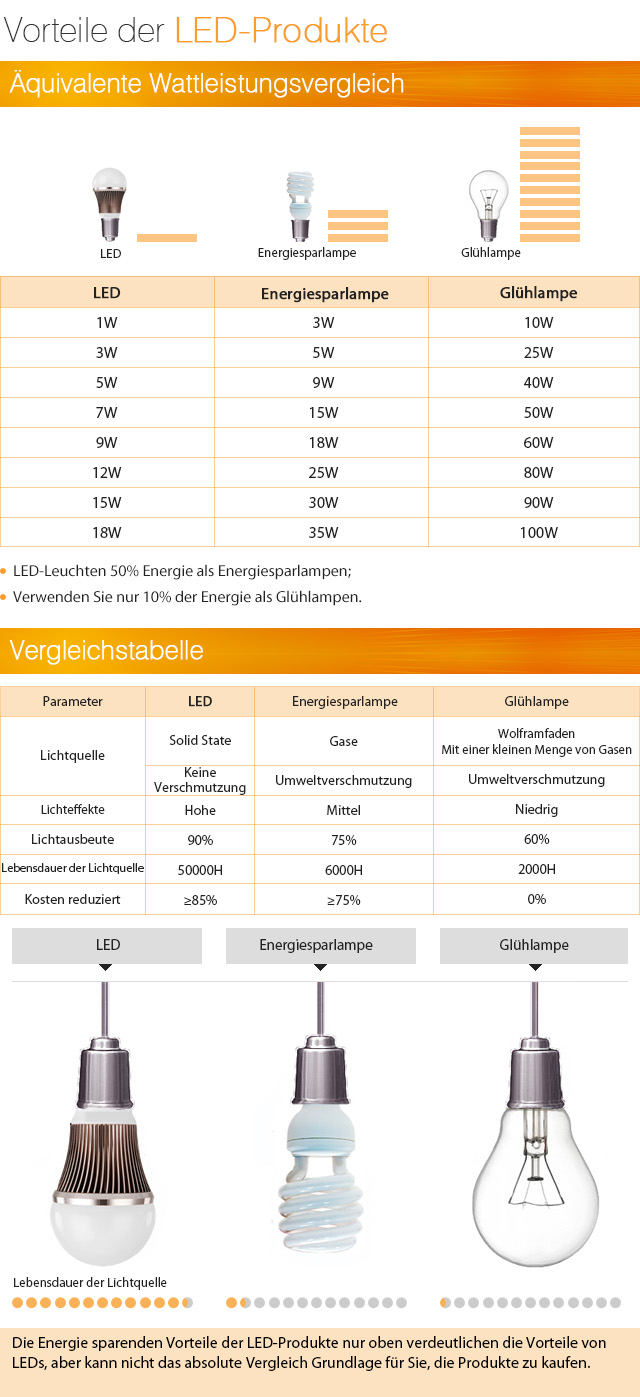 Vorteile der LED-Produkte
Äquivalente Wattleistungsvergleich
LED
Energiesparlampe
Glühlampe
LED Energiesparlampe Glühlampe
1W 3W 10W
3W 5W 25W
5W 9W 40W
7W 15W 50W
9W 18W 60W
12W 25W 80W
15W 30W 90W
18W 35W 100W
LED-Leuchten 50% Energie als Energiesparlampen;
Verwenden Sie nur 10% der Energie als Glühlampen.
Vergleichstabelle
Parameter LED Energiesparlampe Glühlampe
Lichtquelle
Solid State
Gase
Wolframfaden
Mit einer kleinen Menge von Gasen
Keine
Verschmutzung
Umweltverschmutzung
Umweltverschmutzung
Lichteffekte Hohe Mittel Niedrig
Lichtausbeute 90% 75% 60%
Lebensdauer der Lichtquelle 50000H 6000H 2000H
Kosten reduziert ≥85% ≥75% 0%
LED
Energiesparlampe
Glühlampe
Lebensdauer der Lichtquelle
Die Energie sparenden Vorteile der LED-Produkte nur oben verdeutlichen die Vorteile von
LEDs, aber kann nicht das absolute Vergleich Grundlage für Sie, die Produkte zu kaufen.